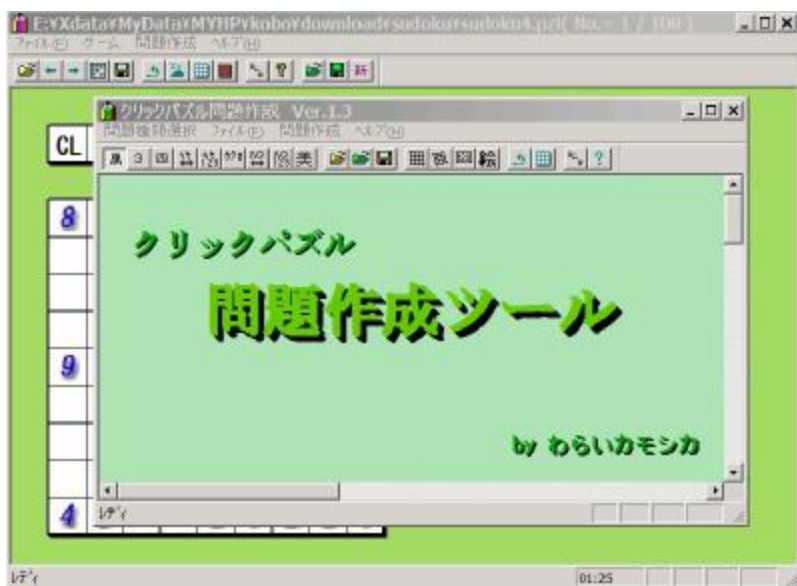 E:¥Xdata¥MyData¥MYHP¥kobo¥download¥sudoku¥sudoku4.pzl( No.= 1 / 100 )
ファイル(F) ゲーム 問題作成 ヘルプ(H)
クリックパズル問題作成 Ver.1.3
問題種類選択 ファイル(F) 問題作成 ヘルプ(H)
CL
8
9
4
クリックパズル
問題作成ツール
by わらいカモシカ
レディ
レディ
01:25